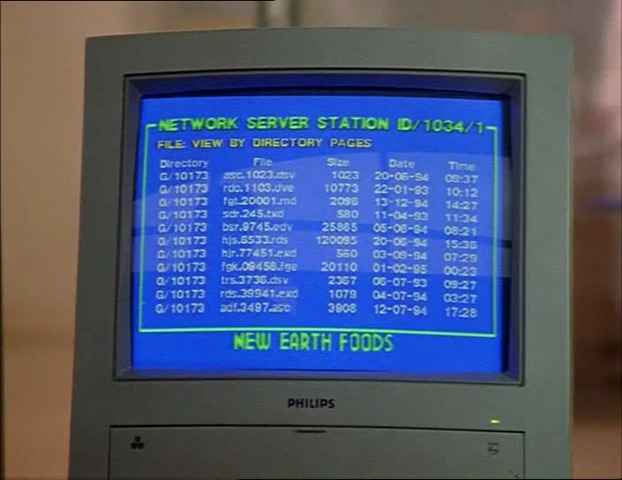 NETWORK SERVER STATION ID/1034/1
FILE: VIEW BY DIRECTORY PAGES
Directory File Size Date Time
G/10173 asc.1023.dsv 1023 20-06-94 09:37
G/10173 rdc.1103.dve 10773 22-01-93 10:12
G/10173 fgt.20001.md 2096 13-12-94 14:27
G/10173 sdr.245.txd 580 11-04-93 11:34
G/10173 bsr.9745.edv 25865 05-06-94 08:21
G/10173 hjs.6533.rds 120095 20-06-94 15:36
G/10173 hjr.77451.exd 560 03-09-94 07:29
G/10173 fgk.09456.fge 20110 01-02-95 00:23
G/10173 trs.3736.dsv 2367 06-07-93 09:27
G/10173 rds.39941.exd 1079 04-07-94 03:27
G/10173 adf.3497.asc 3908 12-07-94 17:28
NEW EARTH FOODS
PHILIPS